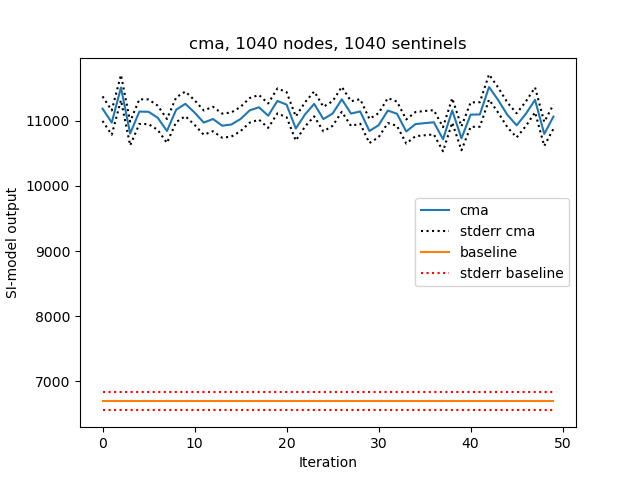 cma, 1040 nodes, 1040 sentinels
SI-model output
11000
10000
9000
8000
7000
cma
stderr cma
baseline
stderr baseline
0 10 20 30 40 50
Iteration